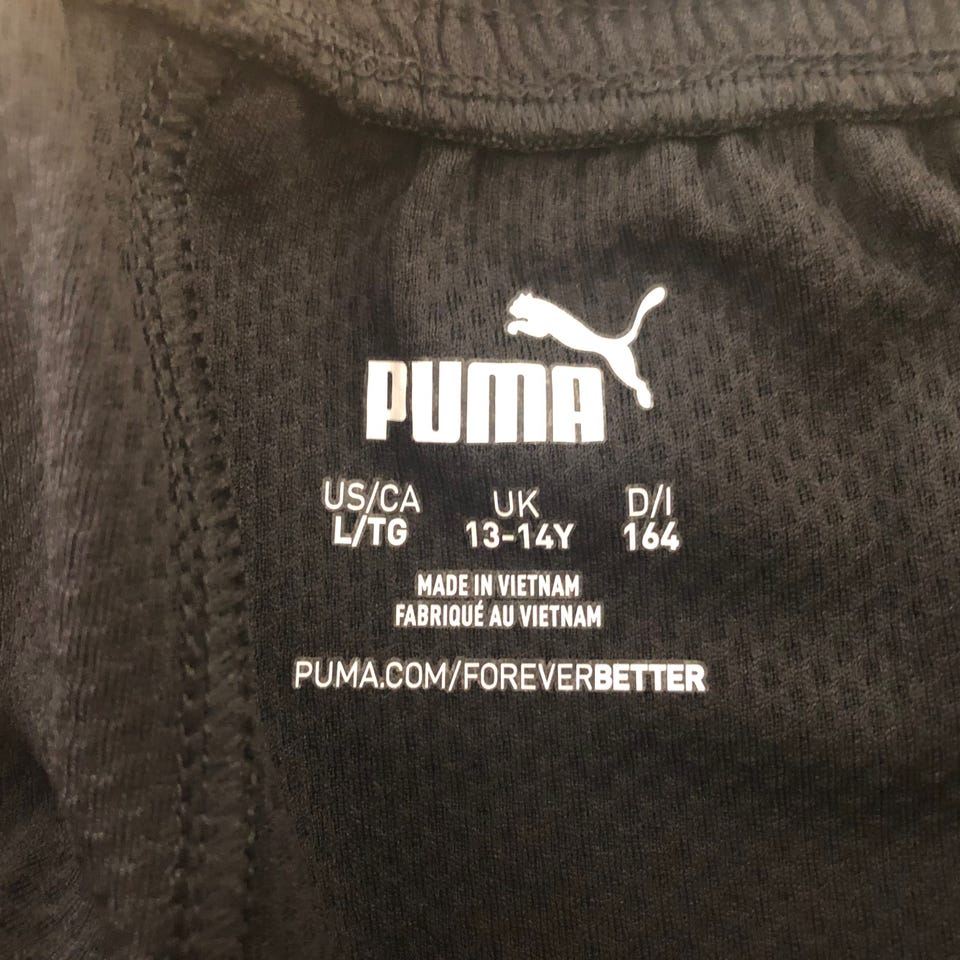 PUMA
US/CA UK D/I
L/TG 13-14Y 164
MADE IN VIETNAM
FABRIQUÉ AU VIETNAM
PUMA.COM/FOREVERBETTER